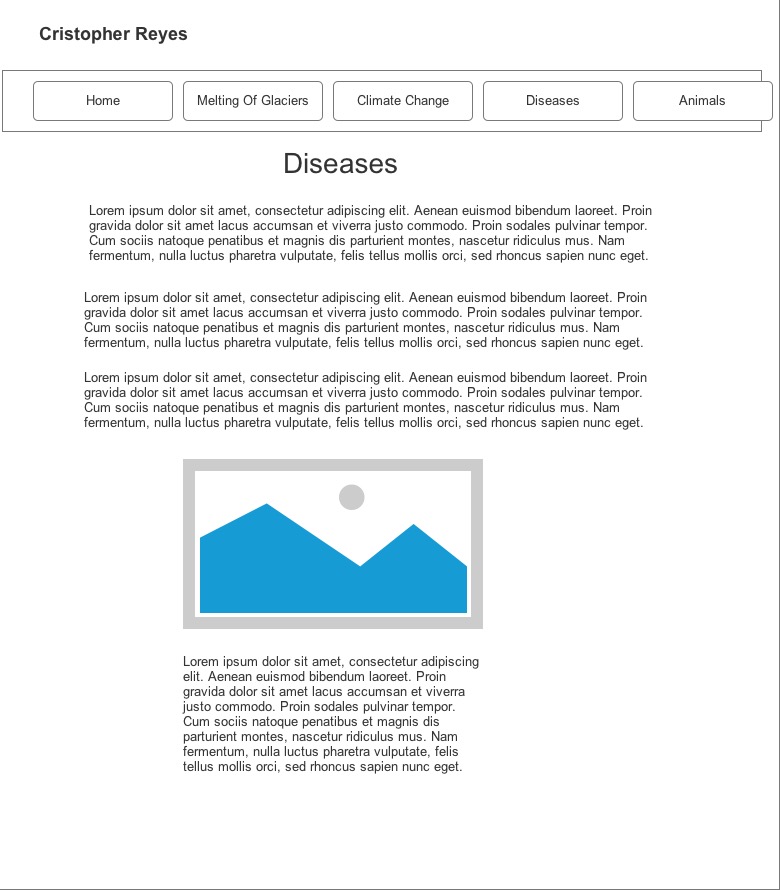 Cristopher Reyes
Home Melting Of Glaciers Climate Change Diseases Animals
Diseases
Lorem ipsum dolor sit amet, consectetur adipiscing elit. Aenean euismod bibendum laoreet. Proin
gravida dolor sit amet lacus accumsan et viverra justo commodo. Proin sodales pulvinar tempor.
Cum sociis natoque penatibus et magnis dis parturient montes, nascetur ridiculus mus. Nam
fermentum, nulla luctus pharetra vulputate, felis tellus mollis orci, sed rhoncus sapien nunc eget.
Lorem ipsum dolor sit amet, consectetur adipiscing elit. Aenean euismod bibendum laoreet. Proin
gravida dolor sit amet lacus accumsan et viverra justo commodo. Proin sodales pulvinar tempor.
Cum sociis natoque penatibus et magnis dis parturient montes, nascetur ridiculus mus. Nam
fermentum, nulla luctus pharetra vulputate, felis tellus mollis orci, sed rhoncus sapien nunc eget.
Lorem ipsum dolor sit amet, consectetur adipiscing elit. Aenean euismod bibendum laoreet. Proin
gravida dolor sit amet lacus accumsan et viverra justo commodo. Proin sodales pulvinar tempor.
Cum sociis natoque penatibus et magnis dis parturient montes, nascetur ridiculus mus. Nam
fermentum, nulla luctus pharetra vulputate, felis tellus mollis orci, sed rhoncus sapien nunc eget.
Lorem ipsum dolor sit amet, consectetur adipiscing
elit. Aenean euismod bibendum laoreet. Proin
gravida dolor sit amet lacus accumsan et viverra
justo commodo. Proin sodales pulvinar tempor.
Cum sociis natoque penatibus et magnis dis
parturient montes, nascetur ridiculus mus. Nam
fermentum, nulla luctus pharetra vulputate, felis
tellus mollis orci, sed rhoncus sapien nunc eget.